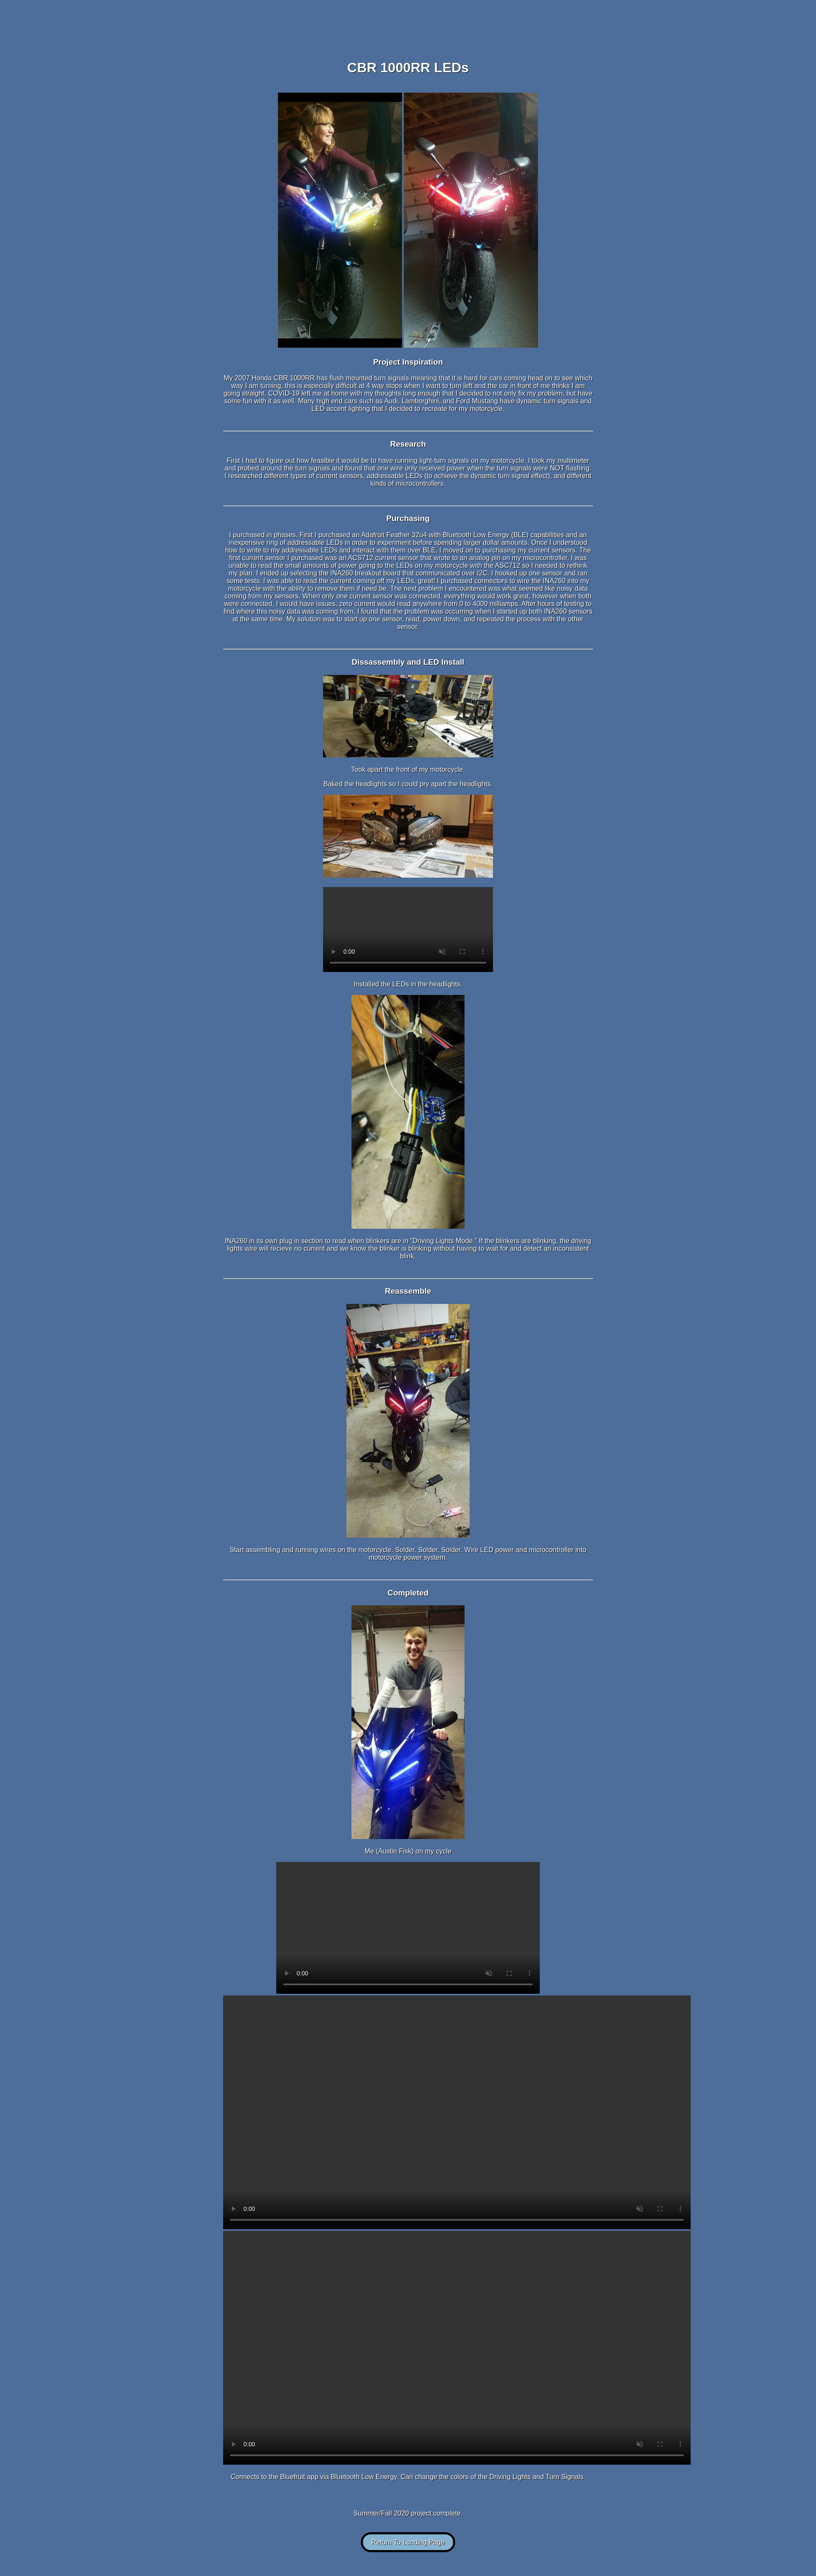 CBR 1000RR LEDs
Project Inspiration
My 2007 Honda CBR 1000RR has flush mounted turn signals meaning that it is hard for cars coming head on to see which
way I am turning, this is especially difficult at 4 way stops when I want to turn left and the car in front of me thinks I am
going straight. COVID-19 left me at home with my thoughts long enough that I decided to not only fix my problem, but have
some fun with it as well. Many high end cars such as Audi, Lamborghini, and Ford Mustang have dynamic turn signals and
LED accent lighting that I decided to recreate for my motorcycle.
Research
First I had to figure out how feasible it would be to have running light-turn signals on my motorcycle. I took my multimeter
and probed around the turn signals and found that one wire only received power when the turn signals were NOT flashing.
I researched different types of current sensors, addressable LEDs (to achieve the dynamic turn signal effect), and different
kinds of microcontrollers.
Purchasing
I purchased in phases. First I purchased an Adafruit Feather 32u4 with Bluetooth Low Energy (BLE) capabilities and an
inexpensive ring of addressable LEDs in order to experiment before spending larger dollar amounts. Once I understood
how to write to my addressable LEDs and interact with them over BLE, I moved on to purchasing my current sensors. The
first current sensor I purchased was an ACS712 current sensor that wrote to an analog pin on my microcontroller. I was
unable to read the small amounts of power going to the LEDs on my motorcycle with the ASC712 so I needed to rethink
my plan. I ended up selecting the INA260 breakout board that communicated over I2C. I hooked up one sensor and ran
some tests. I was able to read the current coming off my LEDs, great! I purchased connectors to wire the INA260 into my
motorcycle with the ability to remove them if need be. The next problem I encountered was what seemed like noisy data
coming from my sensors. When only one current sensor was connected, everything would work great, however when both
were connected, I would have issues, zero current would read anywhere from 0 to 4000 milliamps. After hours of testing to
find where this noisy data was coming from, I found that the problem was occuring when I started up both INA260 sensors
at the same time. My solution was to start up one sensor, read, power down, and repeated the process with the other
sensor.
Dissassembly and LED Install
Took apart the front of my motorcycle.
Baked the headlights so I could pry apart the headlights.
0:00
Installed the LEDs in the headlights.
INA260 in its own plug in section to read when blinkers are in "Driving Lights Mode." If the blinkers are blinking, the driving
lights wire will recieve no current and we know the blinker is blinking without having to wait for and detect an inconsistent
blink.
Reassemble
Start assembling and running wires on the motorcycle. Solder. Solder. Solder. Wire LED power and microcontroller into
motorcycle power system.
Completed
Me (Austin Fisk) on my cycle
0:00
0:00
0:00
Connects to the Bluefruit app via Bluetooth Low Energy. Can change the colors of the Driving Lights and Turn Signals.
Summer/Fall 2020 project complete.
Return To Landing Page